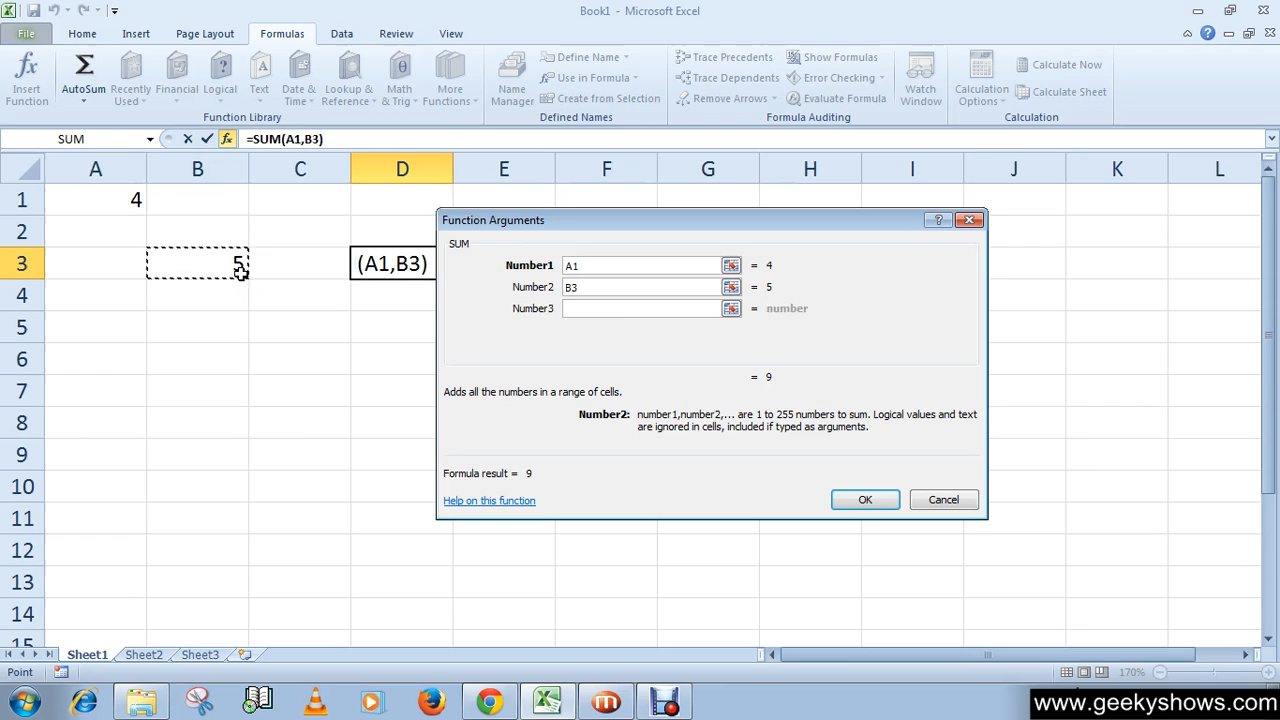 Book1 - Microsoft Excel
File Home Insert Page Layout Formulas Data Review View
Insert Function
AutoSum
Recently Used
Financial
Logical
Text
Date & Time
Lookup & Reference
Math & Trig
More Functions
Function Library
Name Manager
Define Name
Use in Formula
Create from Selection
Defined Names
Trace Precedents
Trace Dependents
Remove Arrows
Show Formulas
Error Checking
Evaluate Formula
Formula Auditing
Watch Window
Calculation Options
Calculate Now
Calculate Sheet
Calculation
SUM fx =SUM(A1,B3)
A B C D E F G H I J K L
1 4
2
3 5 (A1,B3)
4
5
6
7
8
9
10
11
12
13
14
15
Function Arguments
SUM
Number1 A1 = 4
Number2 B3 = 5
Number3 = number
= 9
Adds all the numbers in a range of cells.
Number2: number1,number2,... are 1 to 255 numbers to sum. Logical values and text
are ignored in cells, included if typed as arguments.
Formula result = 9
Help on this function
OK Cancel
Sheet1 Sheet2 Sheet3
Point 170%
www.geekyshows.com